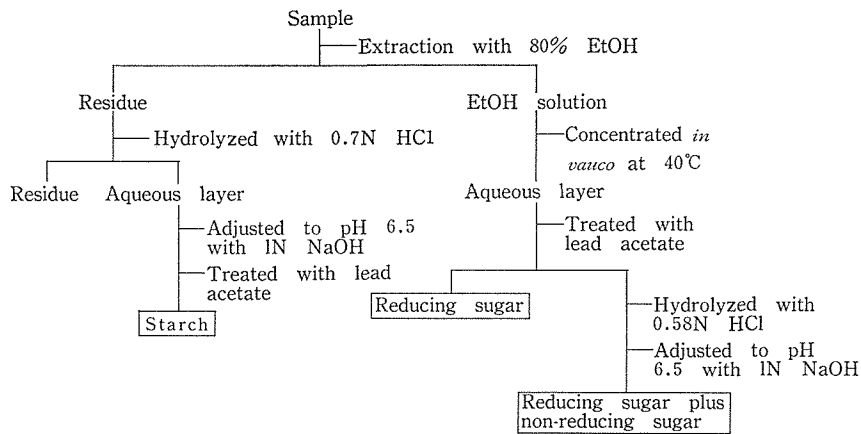 Sample
Extraction with 80% EtOH
Residue
EtOH solution
Hydrolyzed with 0.7N HCl
Concentrated in
vauco at 40℃
Residue
Aqueous layer
Aqueous layer
Adjusted to pH 6.5
with 1N NaOH
Treated with lead
acetate
Treated with
lead acetate
Starch
Reducing sugar
Hydrolyzed with
0.58N HCl
Adjusted to pH
6.5 with 1N NaOH
Reducing sugar plus
non-reducing sugar